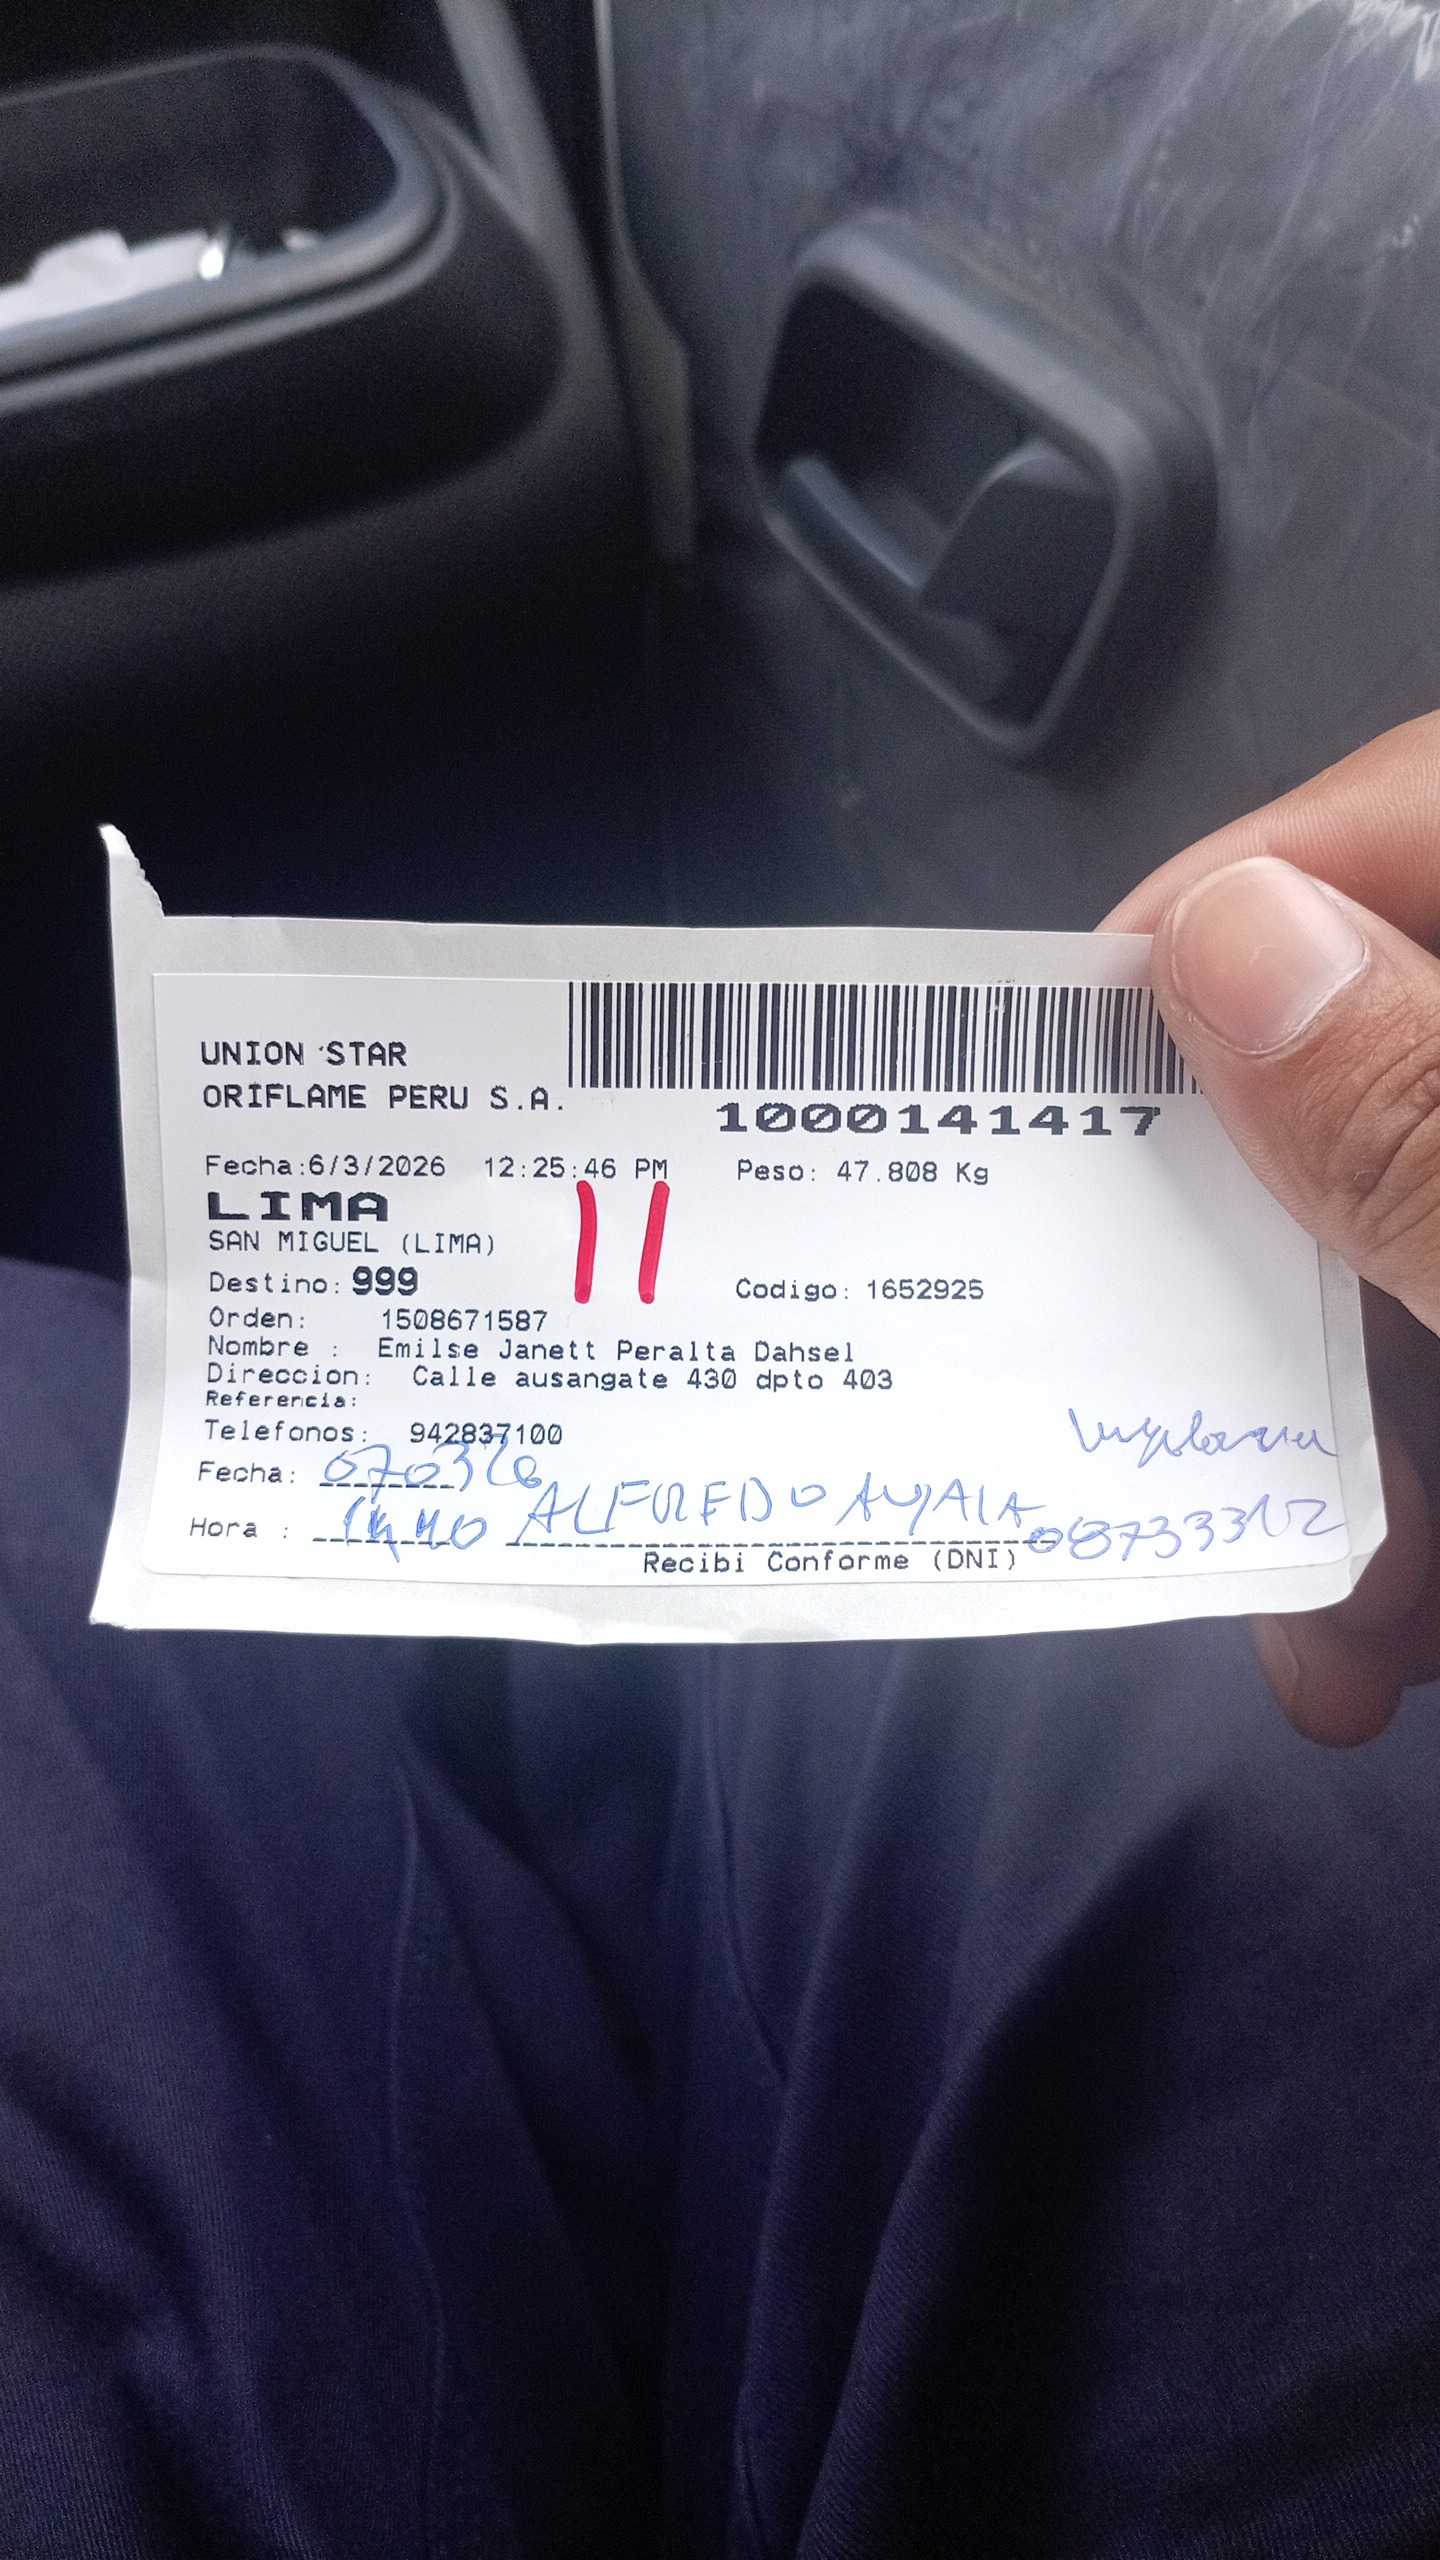 UNION STAR
ORIFLAME PERU S.A.
1000141417
Fecha:6/3/2026 12:25:46 PM Peso: 47.808 Kg
LIMA
SAN MIGUEL (LIMA)
11
Destino: 999 Codigo: 1652925
Orden: 1508671587
Nombre : Emilse Janett Peralta Dahsel
Direccion: Calle ausangate 430 dpto 403
Referencia:
Telefonos: 942837100
Fecha: 070326
Hora : ALFREDO AYALA
Recibi Conforme (DNI)